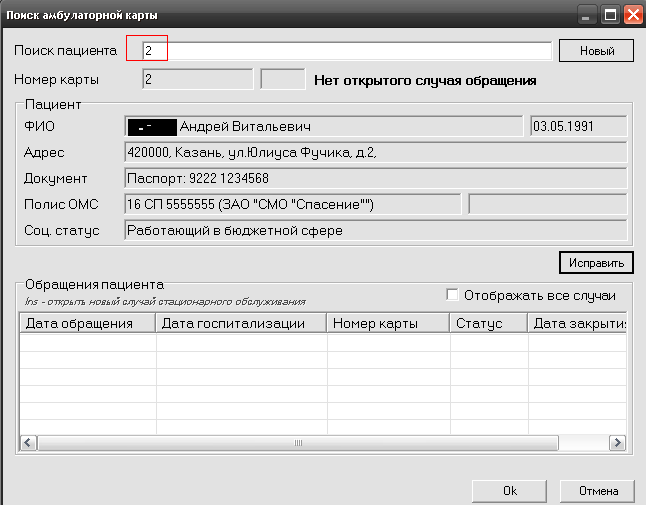 Поиск амбулаторной карты
Поиск пациента 2 Новый
Номер карты 2 Нет открытого случая обращения
Пациент
ФИО Андрей Витальевич 03.05.1991
Адрес 420000, Казань, ул.Юлиуса Фучика, д.2,
Документ Паспорт: 9222 1234568
Полис ОМС 16 СП 5555555 (ЗАО "СМО "Спасение"")
Соц. статус Работающий в бюджетной сфере
Исправить
Обращения пациента
Ins - открыть новый случай стационарного обслуживания Отображать все случаи
Дата обращения Дата госпитализации Номер карты Статус Дата закрытия
Ok Отмена